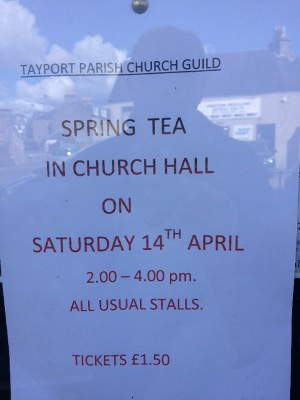 TAYPORT PARISH CHURCH GUILD
SPRING TEA
IN CHURCH HALL
ON
SATURDAY 14TH APRIL
2.00 – 4.00 pm.
ALL USUAL STALLS.
TICKETS £1.50